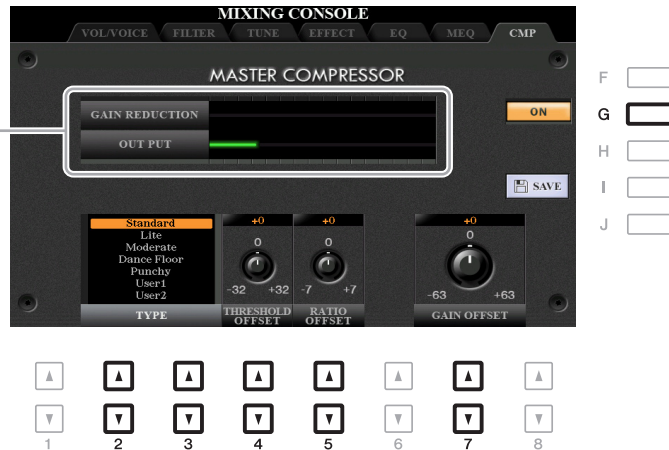 MIXING CONSOLE
VOL/VOICE FILTER TUNE EFFECT EQ MEQ CMP
MASTER COMPRESSOR
GAIN REDUCTION
OUT PUT
ON
SAVE
F
G
H
I
J
Standard
Lite
Moderate
Dance Floor
Punchy
User1
User2
TYPE
+0
0
-32 +32
THRESHOLD
OFFSET
+0
0
-7 +7
RATIO
OFFSET
+0
0
-63 +63
GAIN OFFSET
1 2 3 4 5 6 7 8